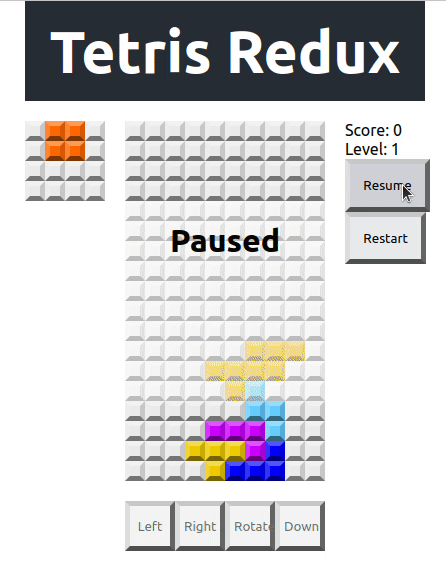 Tetris Redux
Score: 0
Level: 1
Resume
Paused
Restart
Left
Right
Rotate
Down